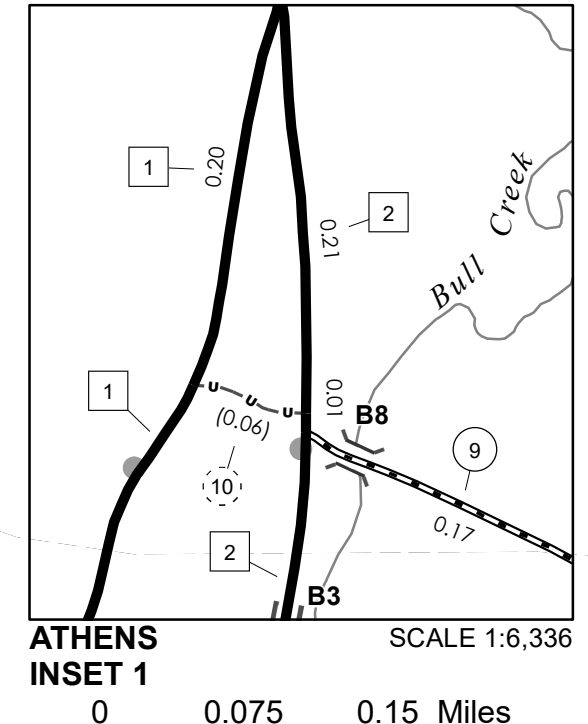 1
0.20
2
0.21
Bull Creek
1
0.01
B8
U U U
(0.06)
9
10
0.17
2
B3
ATHENS
INSET 1
SCALE 1:6,336
0 0.075 0.15 Miles